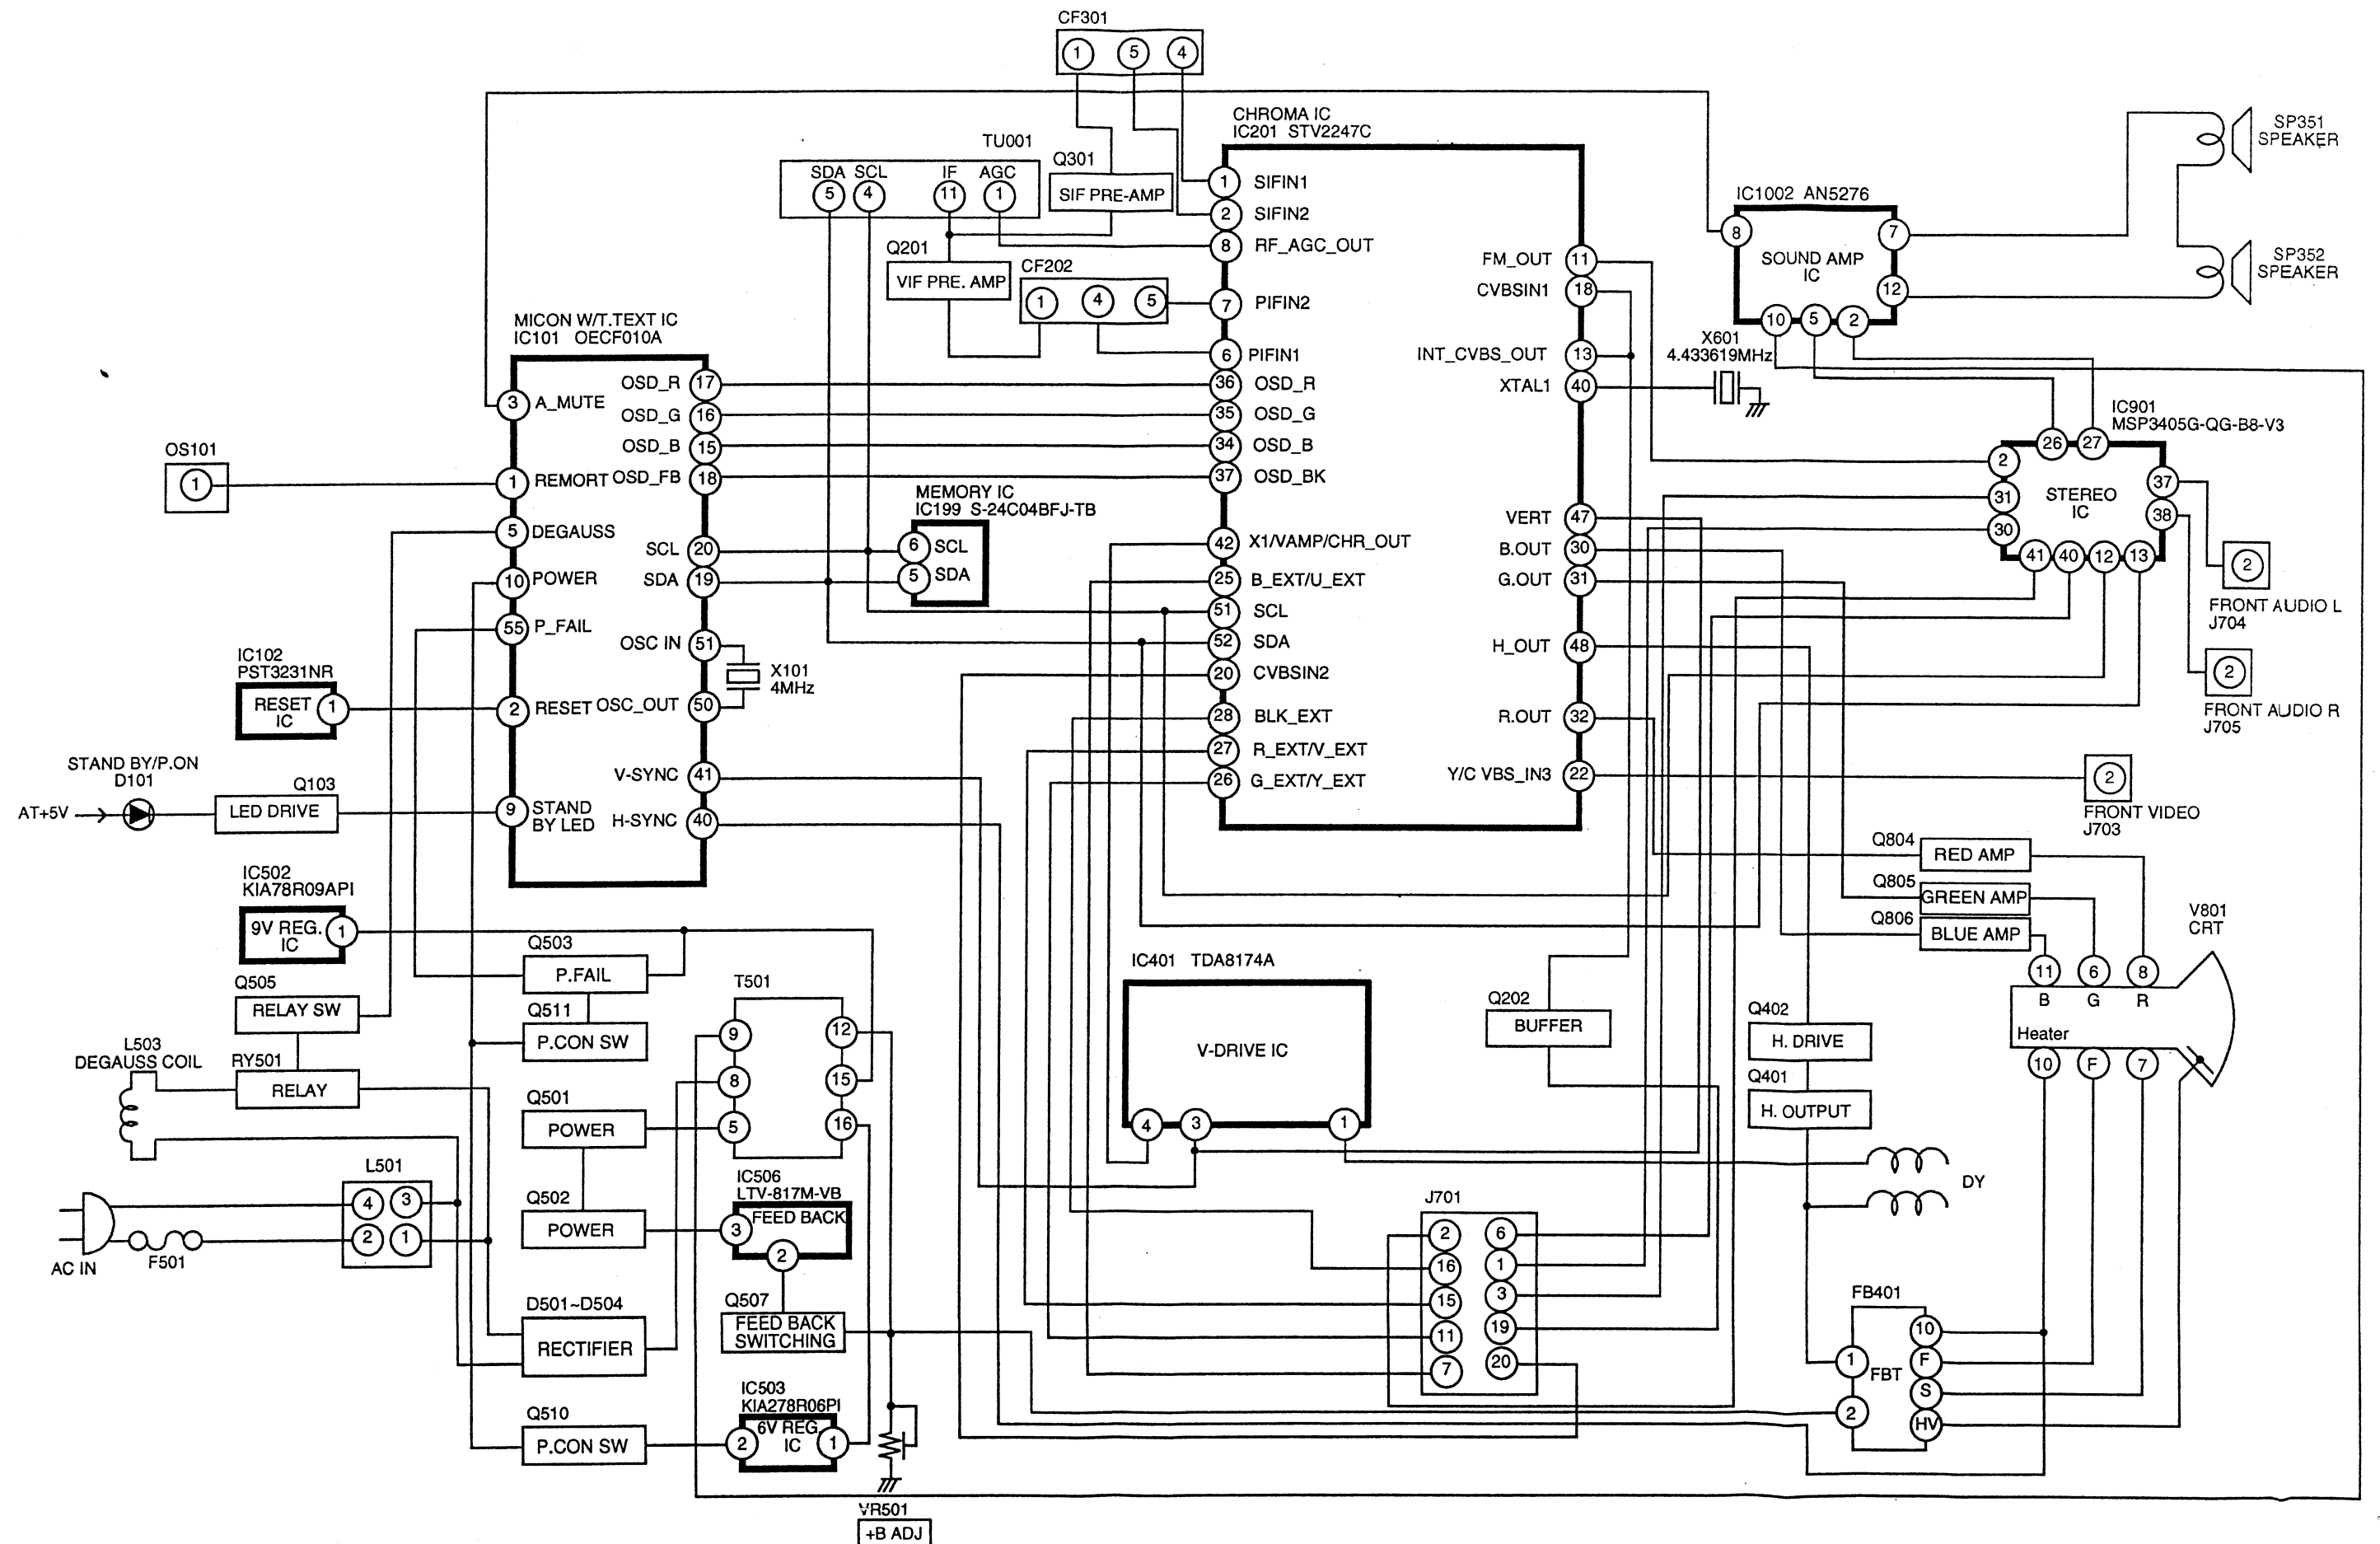 CF301
1 5 4
CHROMA IC
IC201 STV2247C
TU001
SDA SCL IF AGC
5 4 11 1
Q301
SIF PRE-AMP
1 SIFIN1
2 SIFIN2
8 RF_AGC_OUT
7 PIFIN2
6 PIFIN1
36 OSD_R
35 OSD_G
34 OSD_B
37 OSD_BK
42 X1/VAMP/CHR_OUT
25 B_EXT/U_EXT
51 SCL
52 SDA
20 CVBSIN2
28 BLK_EXT
27 R_EXT/V_EXT
26 G_EXT/Y_EXT
FM_OUT 11
CVBSIN1 18
INT_CVBS_OUT 13
XTAL1 40
VERT 47
B.OUT 30
G.OUT 31
H_OUT 48
R.OUT 32
Y/C VBS_IN3 22
Q201
VIF PRE. AMP
CF202
1 4 5
SP351
SPEAKER
SP352
SPEAKER
IC1002 AN5276
SOUND AMP
IC
8 7 12
10 5 2
X601
4.433619MHz
IC901
MSP3405G-QG-B8-V3
STEREO
IC
26 27
2 31 30
37 38
41 40 12 13
2
FRONT AUDIO L
J704
2
FRONT AUDIO R
J705
2
FRONT VIDEO
J703
MICON W/T.TEXT IC
IC101 OECF010A
3 A_MUTE
1 REMORT
5 DEGAUSS
10 POWER
55 P_FAIL
2 RESET
9 STAND
BY LED
OSD_R 17
OSD_G 16
OSD_B 15
OSD_FB 18
SCL 20
SDA 19
OSC IN 51
OSC_OUT 50
V-SYNC 41
H-SYNC 40
X101
4MHz
MEMORY IC
IC199 S-24C04BFJ-TB
6 SCL
5 SDA
OS101
1
IC102
PST3231NR
RESET
IC
1
STAND BY/P.ON
D101
AT+5V
Q103
LED DRIVE
IC502
KIA78R09API
9V REG.
IC
1
Q505
RELAY SW
L503
DEGAUSS COIL
RY501
RELAY
AC IN
F501
L501
4 3
2 1
Q503
P.FAIL
Q511
P.CON SW
Q501
POWER
Q502
POWER
D501~D504
RECTIFIER
Q510
P.CON SW
T501
9 12
8 15
5 16
IC506
LTV-817M-VB
FEED BACK
3
2
Q507
FEED BACK
SWITCHING
IC503
KIA278R06PI
6V REG.
IC
2 1
VR501
+B ADJ
IC401 TDA8174A
V-DRIVE IC
4 3 1
Q202
BUFFER
J701
2 6
16 1
15 3
11 19
7 20
Q804
RED AMP
Q805
GREEN AMP
Q806
BLUE AMP
V801
CRT
11 6 8
B G R
Heater
10 F 7
Q402
H. DRIVE
Q401
H. OUTPUT
DY
FB401
FBT
1
2
10
F
S
HV